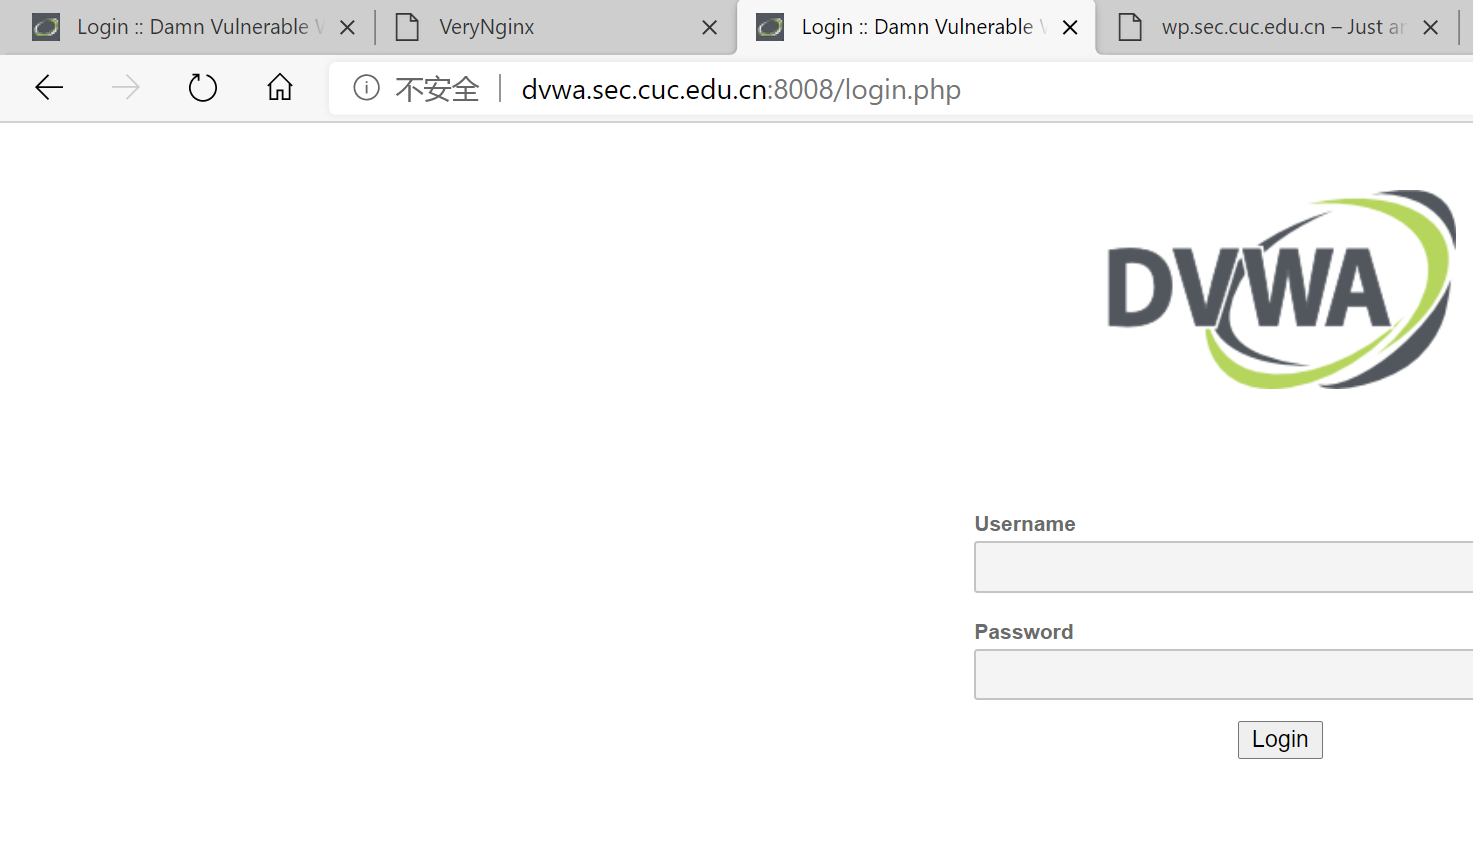 Login :: Damn Vulnerable
VeryNginx
Login :: Damn Vulnerable
wp.sec.cuc.edu.cn – Just
不安全
dvwa.sec.cuc.edu.cn:8008/login.php
DVWA
Username
Password
Login